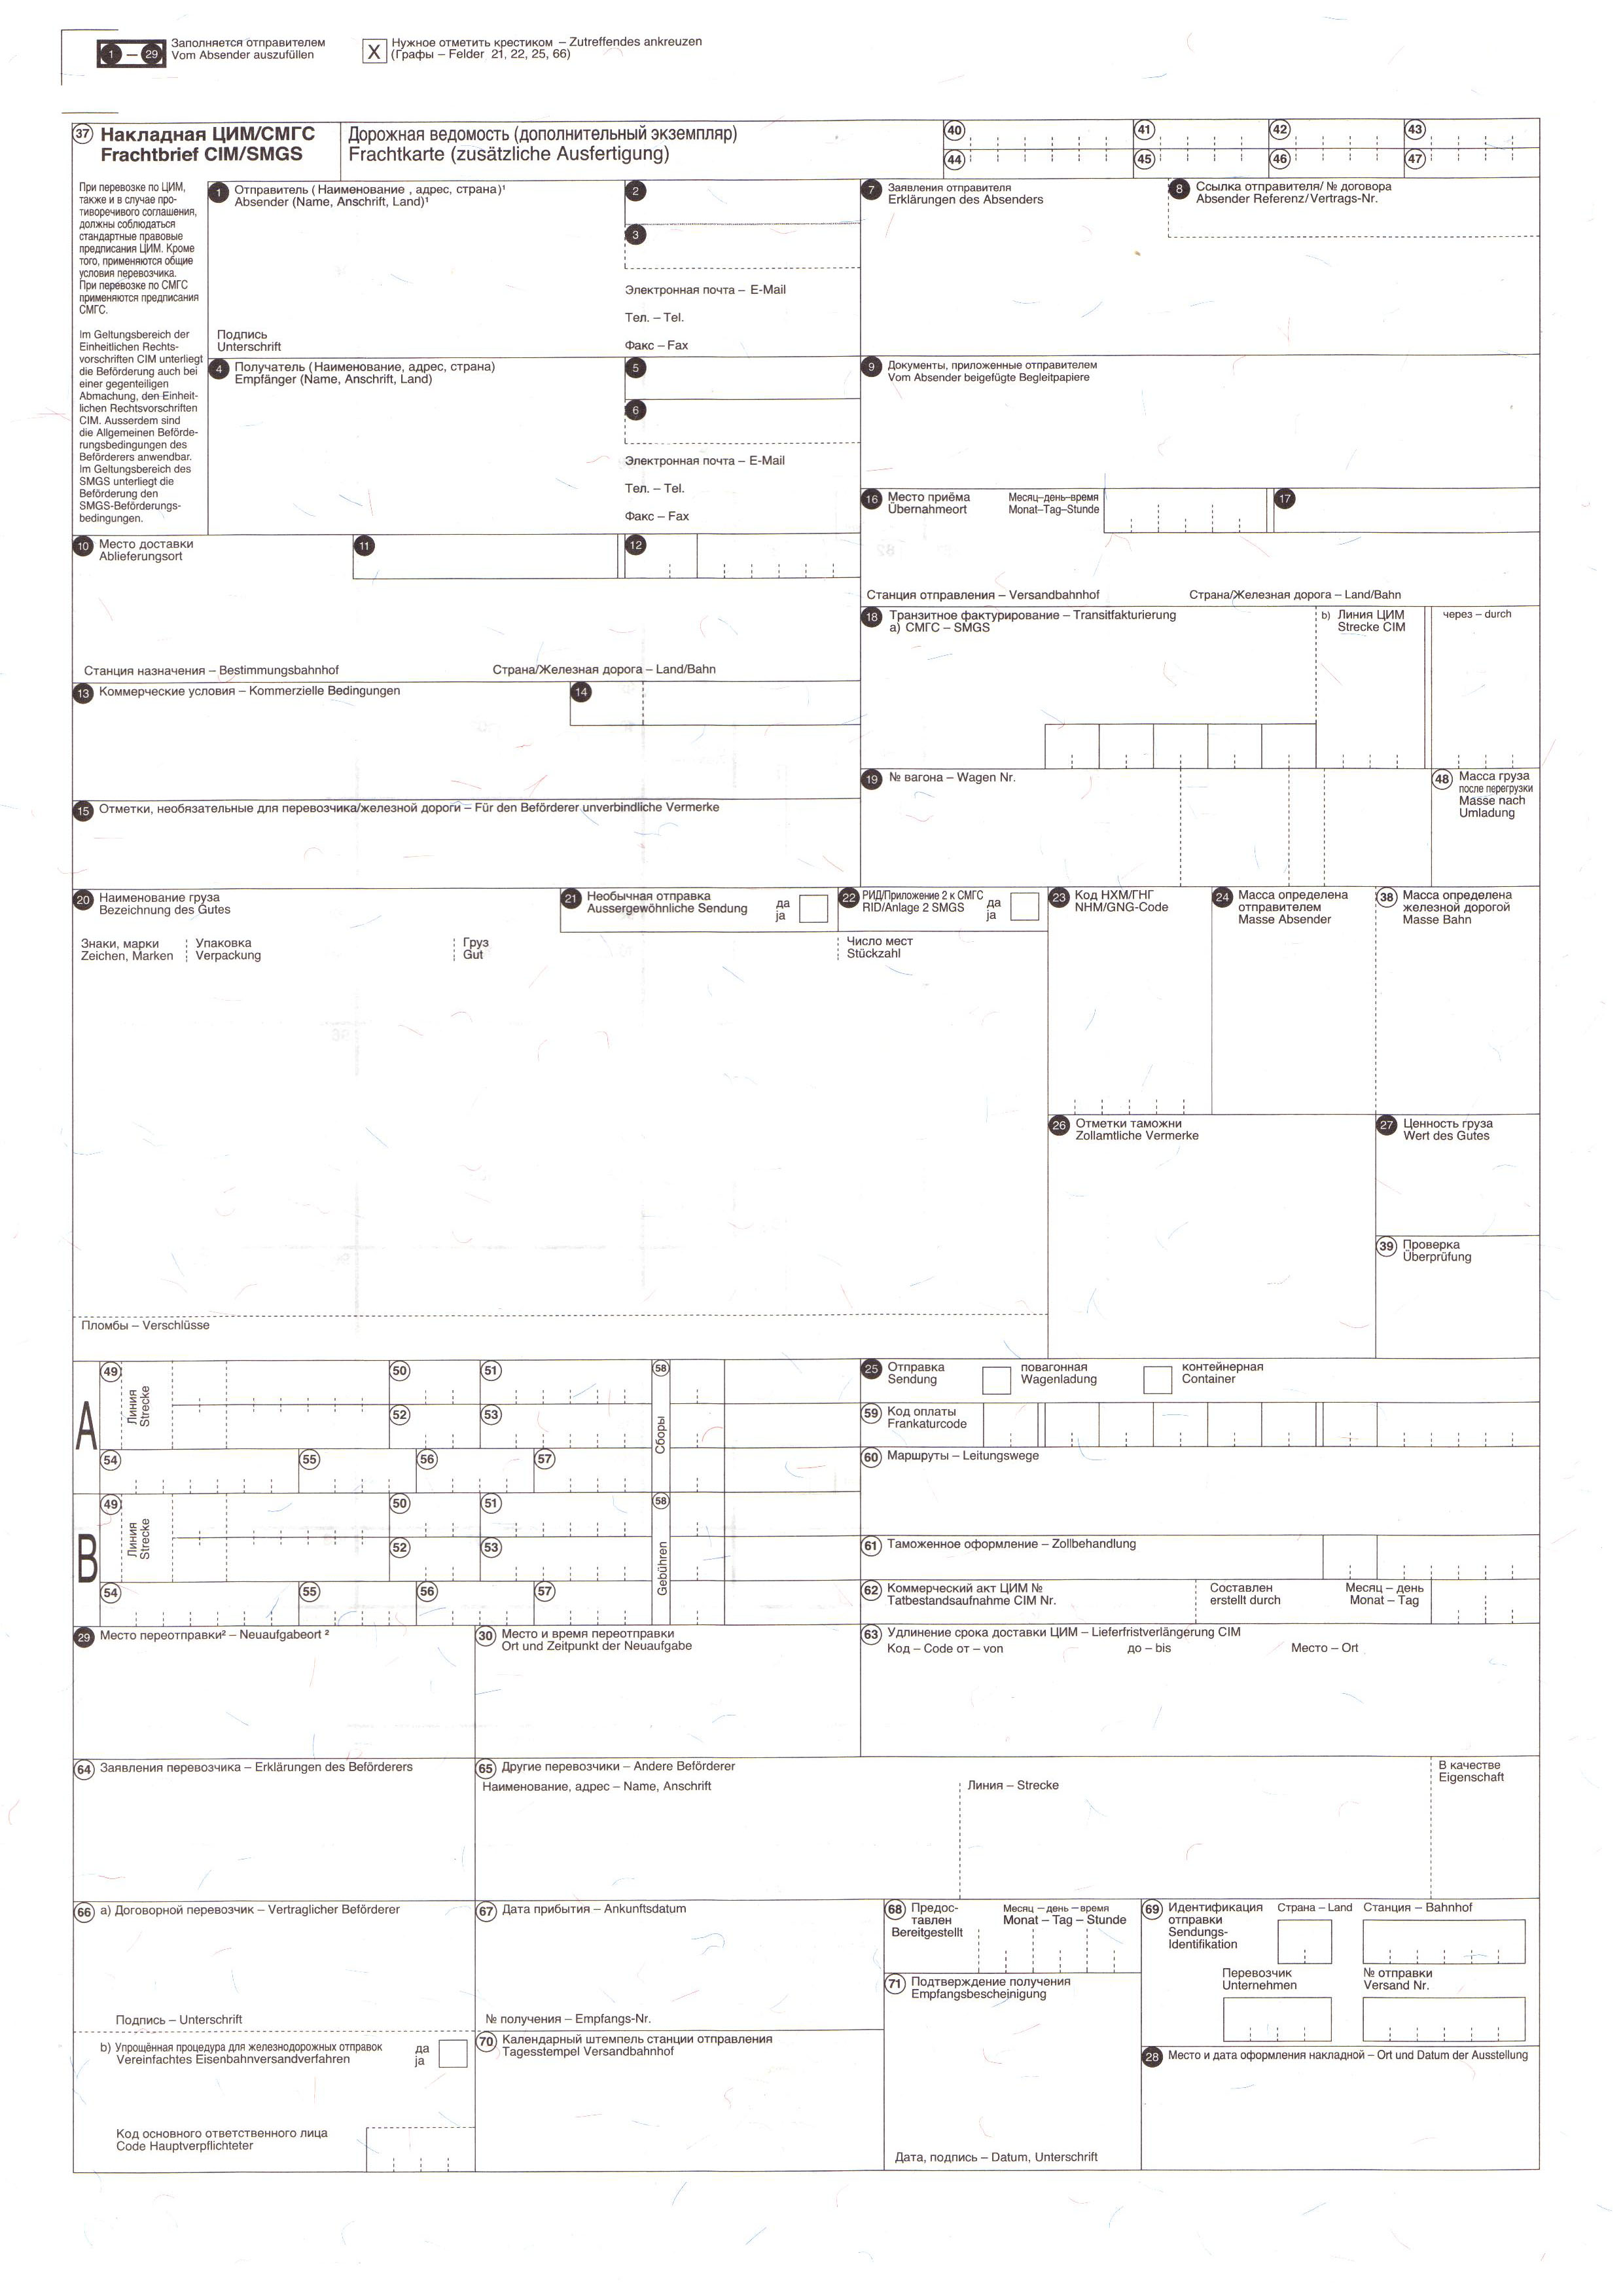 1 – 29 Заполняется отправителем
Vom Absender auszufüllen
X Нужное отметить крестиком – Zutreffendes ankreuzen
(Графы – Felder 21, 22, 25, 66)
37 Накладная ЦИМ/СМГС
Frachtbrief CIM/SMGS
Дорожная ведомость (дополнительный экземпляр)
Frachtkarte (zusätzliche Ausfertigung)
40 41 42 43
44 45 46 47
При перевозке по ЦИМ,
также и в случае про-
тиворечивого соглашения,
должны соблюдаться
стандартные правовые
предписания ЦИМ. Кроме
того, применяются общие
условия перевозчика.
При перевозке по СМГС
применяются предписания
СМГС.
Im Geltungsbereich der
Einheitlichen Rechts-
vorschriften CIM unterliegt
die Beförderung auch bei
einer gegenteiligen
Abmachung, den Einheit-
lichen Rechtsvorschriften
CIM. Ausserdem sind
die Allgemeinen Beförde-
rungsbedingungen des
Beförderers anwendbar.
Im Geltungsbereich des
SMGS unterliegt die
Beförderung den
SMGS-Beförderungs-
bedingungen.
1 Отправитель (Наименование , адрес, страна)¹
Absender (Name, Anschrift, Land)¹
Подпись
Unterschrift
2
3
Электронная почта – E-Mail
Тел. – Tel.
Факс – Fax
4 Получатель (Наименование, адрес, страна)
Empfänger (Name, Anschrift, Land)
5
6
Электронная почта – E-Mail
Тел. – Tel.
Факс – Fax
7 Заявления отправителя
Erklärungen des Absenders
8 Ссылка отправителя/ № договора
Absender Referenz/Vertrags-Nr.
9 Документы, приложенные отправителем
Vom Absender beigefügte Begleitpapiere
10 Место доставки
Ablieferungsort
11
12
Станция назначения – Bestimmungsbahnhof Страна/Железная дорога – Land/Bahn
16 Место приёма
Übernahmeort
Месяц–день–время
Monat–Tag–Stunde
17
Станция отправления – Versandbahnhof Страна/Железная дорога – Land/Bahn
13 Коммерческие условия – Kommerzielle Bedingungen
14
15 Отметки, необязательные для перевозчика/железной дороги – Für den Beförderer unverbindliche Vermerke
18 Транзитное фактурирование – Transitfakturierung
a) СМГС – SMGS
b) Линия ЦИМ
Strecke CIM
через – durch
19 № вагона – Wagen Nr.
48 Масса груза
после перегрузки
Masse nach
Umladung
20 Наименование груза
Bezeichnung des Gutes
21 Необычная отправка
Aussergewöhnliche Sendung
да
ja
22 РИД/Приложение 2 к СМГС
RID/Anlage 2 SMGS
да
ja
23 Код НХМ/ГНГ
NHM/GNG-Code
24 Масса определена
отправителем
Masse Absender
38 Масса определена
железной дорогой
Masse Bahn
Знаки, марки
Zeichen, Marken
Упаковка
Verpackung
Груз
Gut
Число мест
Stückzahl
26 Отметки таможни
Zollamtliche Vermerke
27 Ценность груза
Wert des Gutes
39 Проверка
Überprüfung
Пломбы – Verschlüsse
A
49 Линия
Strecke
50 51
52 53
54 55 56 57
58 Сборы
B
49 Линия
Strecke
50 51
52 53
54 55 56 57
58 Gebühren
25 Отправка
Sendung
повагонная
Wagenladung
контейнерная
Container
59 Код оплаты
Frankaturcode
60 Маршруты – Leitungswege
61 Таможенное оформление – Zollbehandlung
62 Коммерческий акт ЦИМ №
Tatbestandsaufnahme CIM Nr.
Составлен
erstellt durch
Месяц – день
Monat – Tag
29 Место переотправки² – Neuaufgabeort ²
30 Место и время переотправки
Ort und Zeitpunkt der Neuaufgabe
63 Удлинение срока доставки ЦИМ – Lieferfristverlängerung CIM
Код – Code от – von до – bis Место – Ort
64 Заявления перевозчика – Erklärungen des Beförderers
65 Другие перевозчики – Andere Beförderer
Наименование, адрес – Name, Anschrift
Линия – Strecke
В качестве
Eigenschaft
66 a) Договорной перевозчик – Vertraglicher Beförderer
Подпись – Unterschrift
b) Упрощённая процедура для железнодорожных отправок
Vereinfachtes Eisenbahnversandverfahren
да
ja
Код основного ответственного лица
Code Hauptverpflichteter
67 Дата прибытия – Ankunftsdatum
№ получения – Empfangs-Nr.
70 Календарный штемпель станции отправления
Tagesstempel Versandbahnhof
68 Предос-
тавлен
Bereitgestellt
Месяц – день – время
Monat – Tag – Stunde
71 Подтверждение получения
Empfangsbescheinigung
Дата, подпись – Datum, Unterschrift
69 Идентификация
отправки
Sendungs-
Identifikation
Страна – Land Станция – Bahnhof
Перевозчик
Unternehmen
№ отправки
Versand Nr.
28 Место и дата оформления накладной – Ort und Datum der Ausstellung